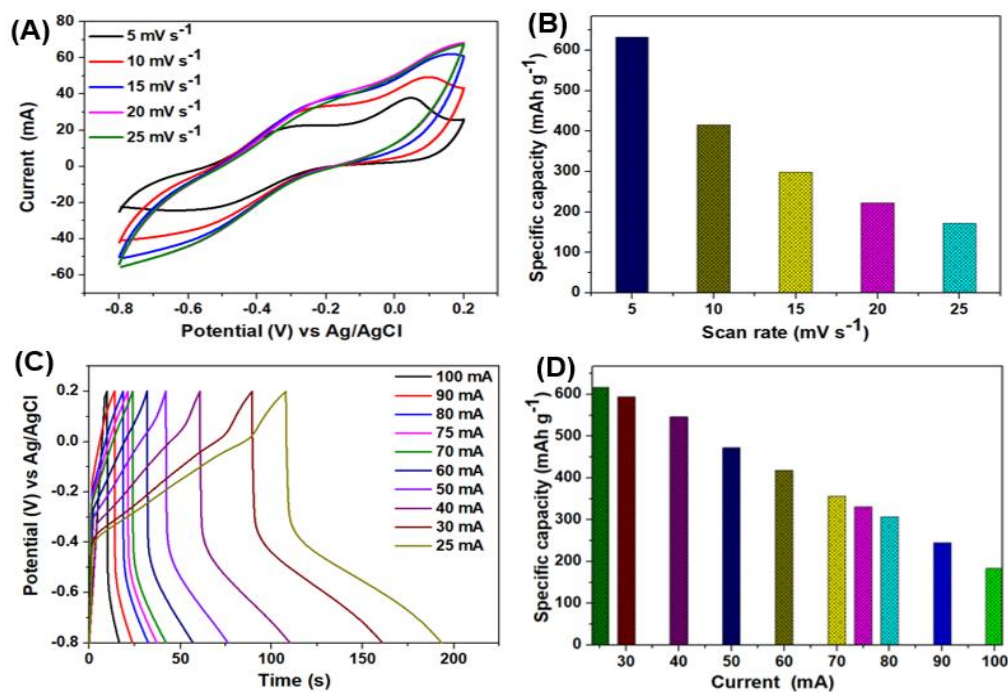 (A)
5 mV s⁻¹
10 mV s⁻¹
15 mV s⁻¹
20 mV s⁻¹
25 mV s⁻¹
Current (mA)
80
60
40
20
0
-20
-40
-60
-0.8 -0.6 -0.4 -0.2 0.0 0.2
Potential (V) vs Ag/AgCl
(B)
Specific capacity (mAh g⁻¹)
600
500
400
300
200
100
0
5 10 15 20 25
Scan rate (mV s⁻¹)
(C)
100 mA
90 mA
80 mA
75 mA
70 mA
60 mA
50 mA
40 mA
30 mA
25 mA
Potential (V) vs Ag/AgCl
0.2
0.0
-0.2
-0.4
-0.6
-0.8
0 50 100 150 200
Time (s)
(D)
Specific capacity (mAh g⁻¹)
600
500
400
300
200
100
0
30 40 50 60 70 80 90 100
Current (mA)